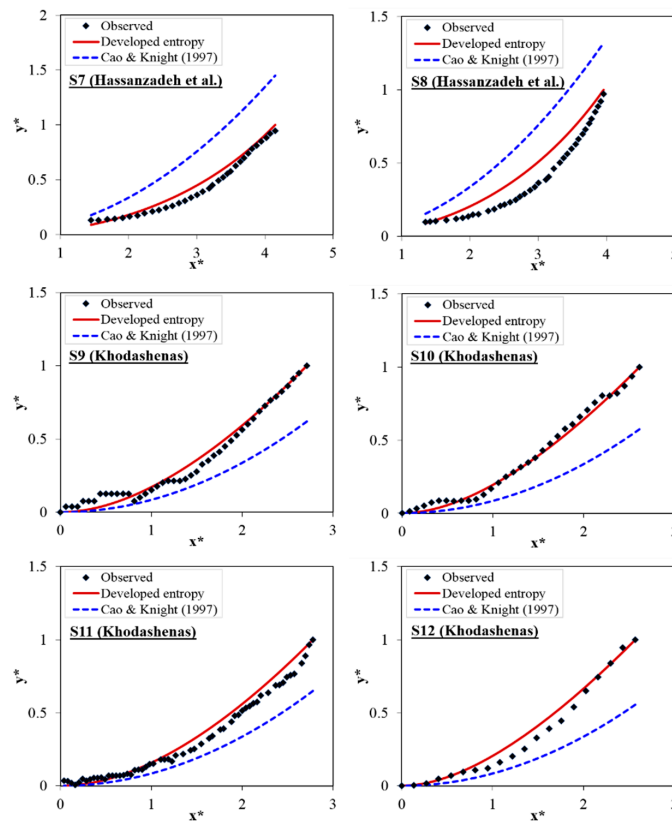 Observed
Developed entropy
Cao & Knight (1997)
S7 (Hassanzadeh et al.)
y*
2
1.5
1
0.5
0
1 2 3 4 5
x*
Observed
Developed entropy
Cao & Knight (1997)
S8 (Hassanzadeh et al.)
y*
1.5
1
0.5
0
1 2 3 4
x*
Observed
Developed entropy
Cao & Knight (1997)
S9 (Khodashenas)
y*
1.5
1
0.5
0
0 1 2 3
x*
Observed
Developed entropy
Cao & Knight (1997)
S10 (Khodashenas)
y*
1.5
1
0.5
0
0 1 2
x*
Observed
Developed entropy
Cao & Knight (1997)
S11 (Khodashenas)
y*
1.5
1
0.5
0
0 1 2 3
x*
Observed
Developed entropy
Cao & Knight (1997)
S12 (Khodashenas)
y*
1.5
1
0.5
0
0 1 2
x*